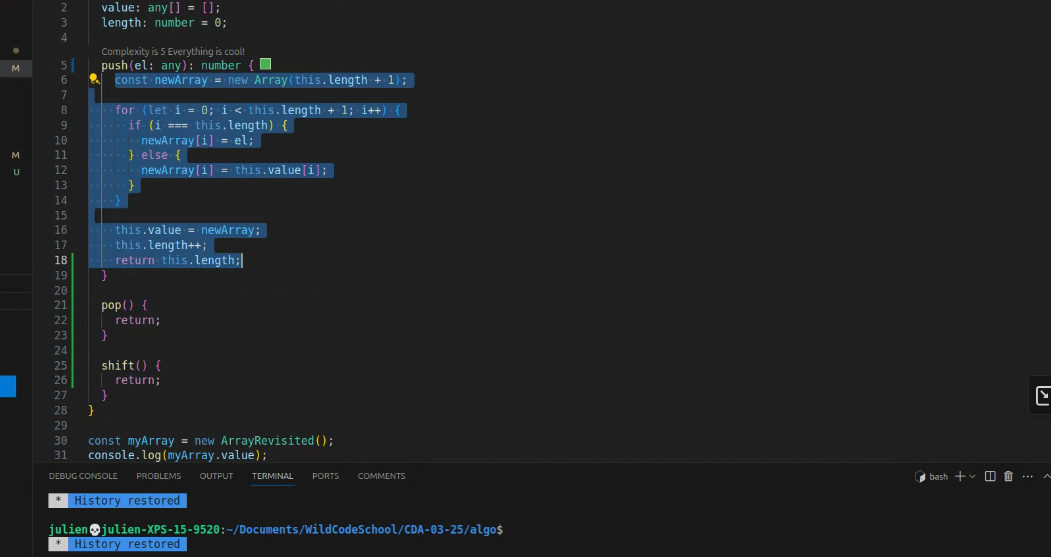 2 value: any[] = [];
3 length: number = 0;
4
Complexity is 5 Everything is cool!
M 5 push(el: any): number {
6 const newArray = new Array(this.length + 1);
7
8 for (let i = 0; i < this.length + 1; i++) {
9 if (i === this.length) {
10 newArray[i] = el;
M 11 } else {
U 12 newArray[i] = this.value[i];
13 }
14 }
15
16 this.value = newArray;
17 this.length++;
18 return this.length;
19 }
20
21 pop() {
22 return;
23 }
24
25 shift() {
26 return;
27 }
28 }
29
30 const myArray = new ArrayRevisited();
31 console.log(myArray.value);
DEBUG CONSOLE PROBLEMS OUTPUT TERMINAL PORTS COMMENTS bash
* History restored
julien💀julien-XPS-15-9520:~/Documents/WildCodeSchool/CDA-03-25/algo$
* History restored